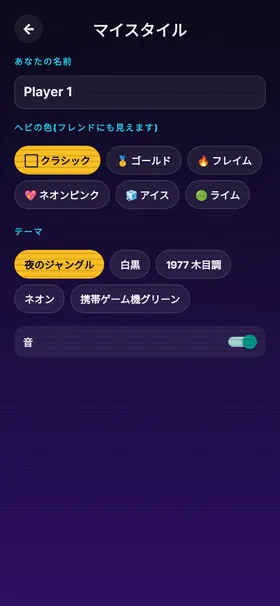 マイスタイル
あなたの名前
Player 1
ヘビの色(フレンドにも見えます)
クラシック 🥇 ゴールド 🔥 フレイム
💖 ネオンピンク 🧊 アイス 🟢 ライム
テーマ
夜のジャングル 白黒 1977 木目調
ネオン 携帯ゲーム機グリーン
音